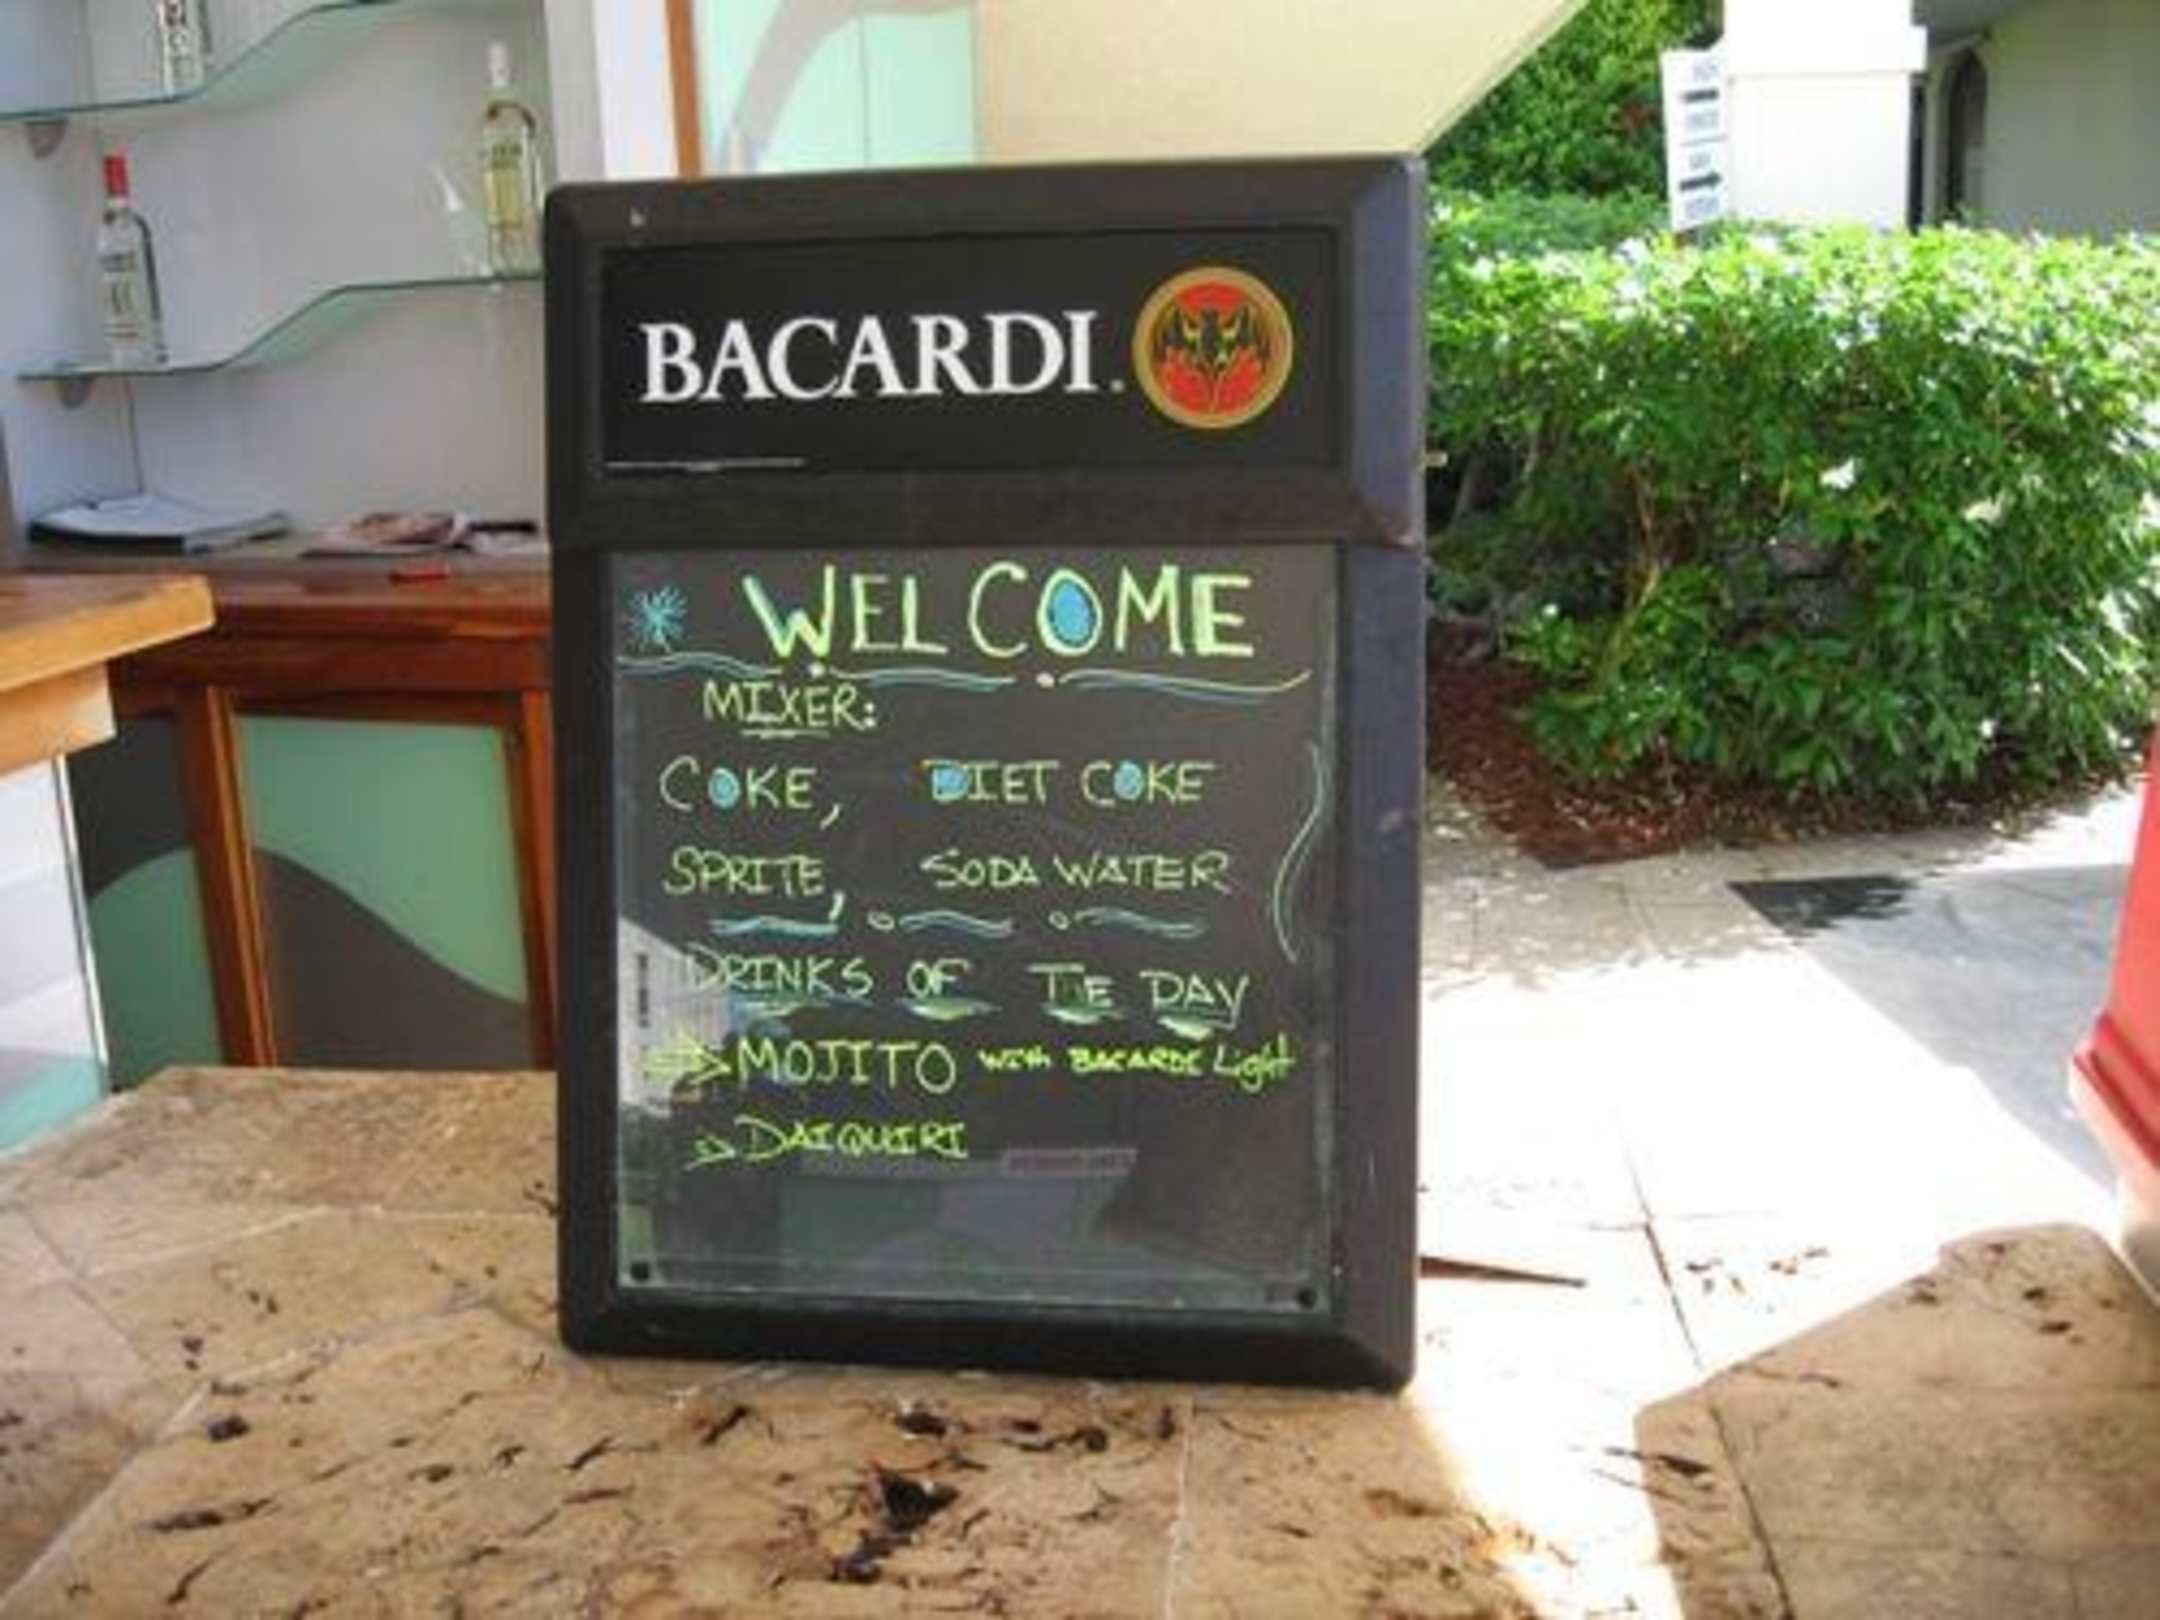 BACARDI.
WELCOME
MIXER:
COKE, DIET COKE
SPRITE, SODA WATER
DRINKS OF TE DAY
MOJITO with BACARDI Light
DAIQUIRI